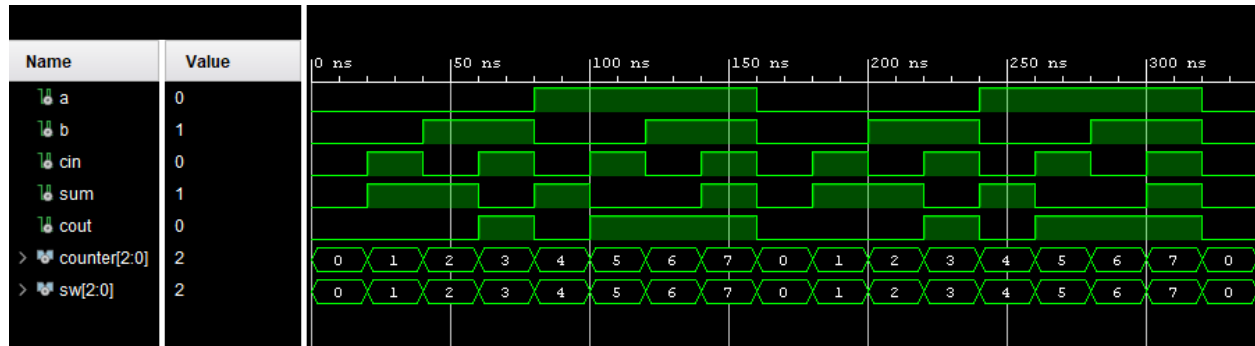 Name Value |0 ns |50 ns |100 ns |150 ns |200 ns |250 ns |300 ns
a 0
b 1
cin 0
sum 1
cout 0
> counter[2:0] 2 0 1 2 3 4 5 6 7 0 1 2 3 4 5 6 7 0
> sw[2:0] 2 0 1 2 3 4 5 6 7 0 1 2 3 4 5 6 7 0